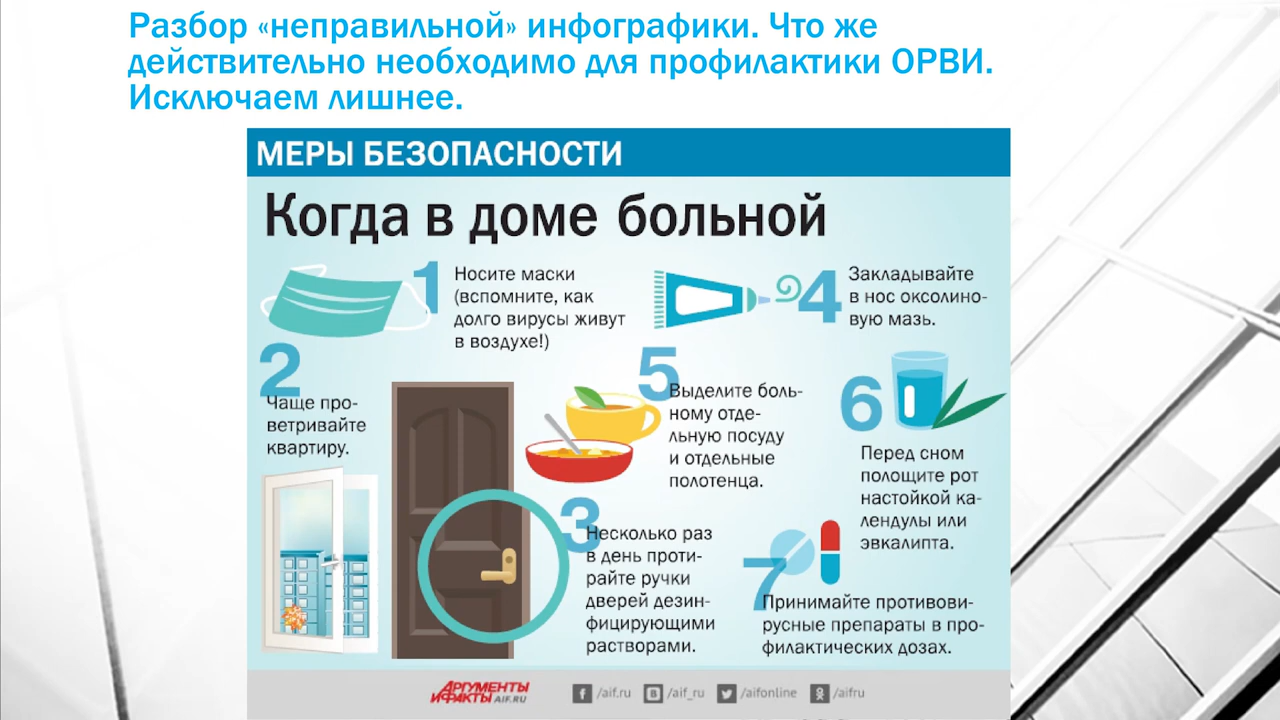 Разбор «неправильной» инфографики. Что же
действительно необходимо для профилактики ОРВИ.
Исключаем лишнее.
МЕРЫ БЕЗОПАСНОСТИ
Когда в доме больной
1
Носите маски
(вспомните, как
долго вирусы живут
в воздухе!)
2
Чаще про-
ветривайте
квартиру.
3
Несколько раз
в день проти-
райте ручки
дверей дезин-
фицирующими
растворами.
4
Закладывайте
в нос оксолино-
вую мазь.
5
Выделите боль-
ному отде-
льную посуду
и отдельные
полотенца.
6
Перед сном
полощите рот
настойкой ка-
лендулы или
эвкалипта.
7
Принимайте противови-
русные препараты в про-
филактических дозах.
АРГУМЕНТЫ
И ФАКТЫ AIF.RU
/aif.ru /aif_ru /aifonline /aifru